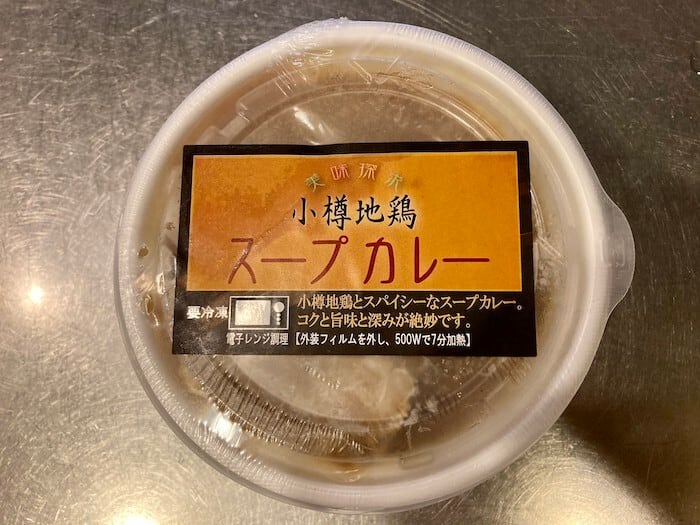 美味探求
小樽地鶏
スープカレー
要冷凍
小樽地鶏とスパイシーなスープカレー。
コクと旨味と深みが絶妙です。
電子レンジ調理【外装フィルムを外し、500Wで7分加熱】